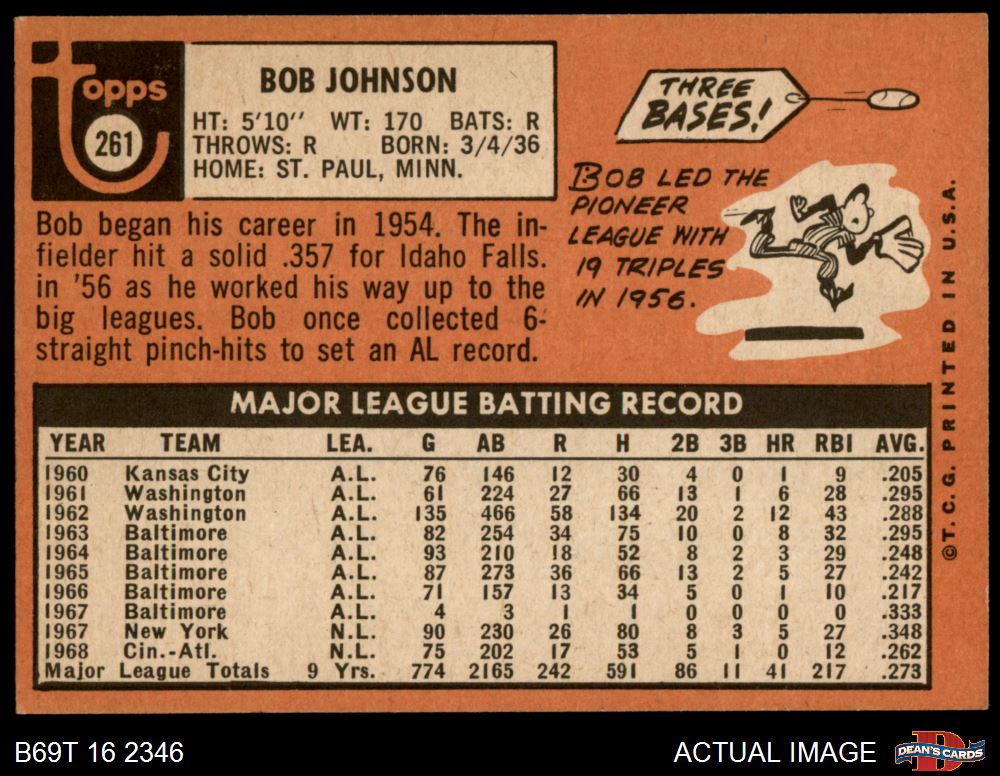 topps
261
BOB JOHNSON
HT: 5'10" WT: 170 BATS: R
THROWS: R BORN: 3/4/36
HOME: ST. PAUL, MINN.
Bob began his career in 1954. The in-
fielder hit a solid .357 for Idaho Falls.
in '56 as he worked his way up to the
big leagues. Bob once collected 6-
straight pinch-hits to set an AL record.
THREE
BASES!
BOB LED THE
PIONEER
LEAGUE WITH
19 TRIPLES
IN 1956.
MAJOR LEAGUE BATTING RECORD
YEAR TEAM LEA. G AB R H 2B 3B HR RBI AVG.
1960 Kansas City A.L. 76 146 12 30 4 0 1 9 .205
1961 Washington A.L. 61 224 27 66 13 1 6 28 .295
1962 Washington A.L. 135 466 58 134 20 2 12 43 .288
1963 Baltimore A.L. 82 254 34 75 10 0 8 32 .295
1964 Baltimore A.L. 93 210 18 52 8 2 3 29 .248
1965 Baltimore A.L. 87 273 36 66 13 2 5 27 .242
1966 Baltimore A.L. 71 157 13 34 5 0 1 10 .217
1967 Baltimore A.L. 4 3 1 1 0 0 0 0 .333
1967 New York N.L. 90 230 26 80 8 3 5 27 .348
1968 Cin.-Atl. N.L. 75 202 17 53 5 1 0 12 .262
Major League Totals 9 Yrs. 774 2165 242 591 86 11 41 217 .273
©T.C.G. PRINTED IN U.S.A.
B69T 16 2346
ACTUAL IMAGE
D
DEAN'S CARDS